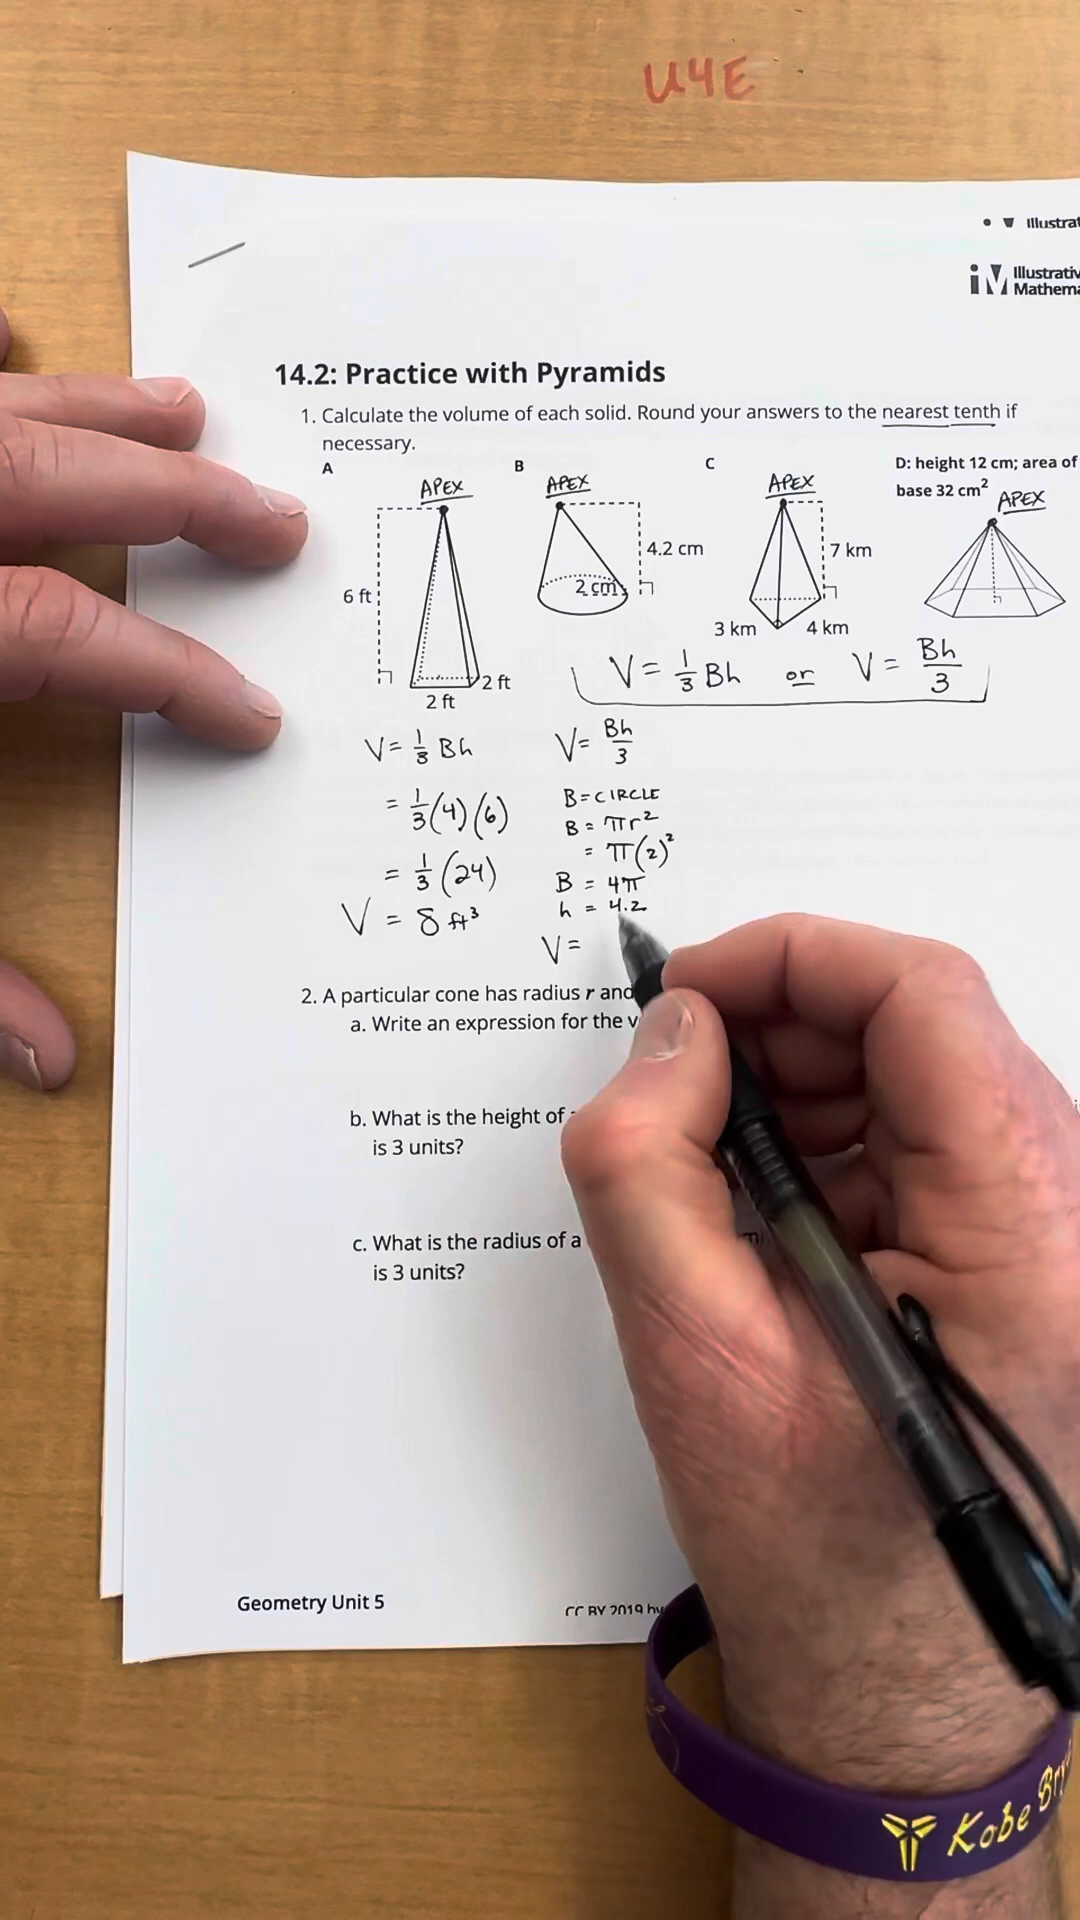 U4E
Illustra
Illustrativ
Mathema
14.2: Practice with Pyramids
1. Calculate the volume of each solid. Round your answers to the nearest tenth if
necessary.
A
APEX
6 ft
2 ft
2 ft
B
APEX
4.2 cm
2 cm
C
APEX
7 km
3 km
4 km
D: height 12 cm; area of
base 32 cm²
APEX
V = 1/3 Bh or V = Bh/3
V = 1/3 Bh
= 1/3 (4)(6)
= 1/3 (24)
V = 8 ft³
V = Bh/3
B = CIRCLE
B = πr²
= π(2)²
B = 4π
h = 4.2
V =
2. A particular cone has radius r and
a. Write an expression for the v
b. What is the height of
is 3 units?
c. What is the radius of a
is 3 units?
Geometry Unit 5
CC BY 2019 by
Kobe Bry